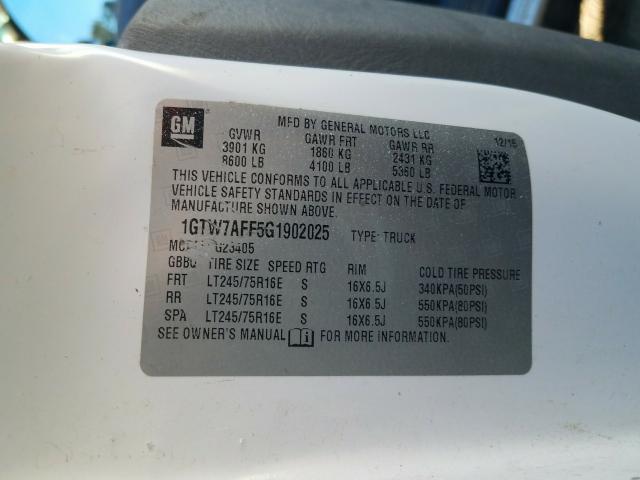 GM
MFD BY GENERAL MOTORS LLC
12/15
GVWR GAWR FRT GAWR RR
3901 KG 1860 KG 2431 KG
8600 LB 4100 LB 5360 LB
THIS VEHICLE CONFORMS TO ALL APPLICABLE U.S. FEDERAL MOTOR
VEHICLE SAFETY STANDARDS IN EFFECT ON THE DATE OF
MANUFACTURE SHOWN ABOVE.
1GTW7AFF5G1902025 TYPE: TRUCK
G23405
GBBQ TIRE SIZE SPEED RTG RIM COLD TIRE PRESSURE
FRT LT245/75R16E S 16X6.5J 340KPA(50PSI)
RR LT245/75R16E S 16X6.5J 550KPA(80PSI)
SPA LT245/75R16E S 16X6.5J 550KPA(80PSI)
SEE OWNER'S MANUAL FOR MORE INFORMATION.